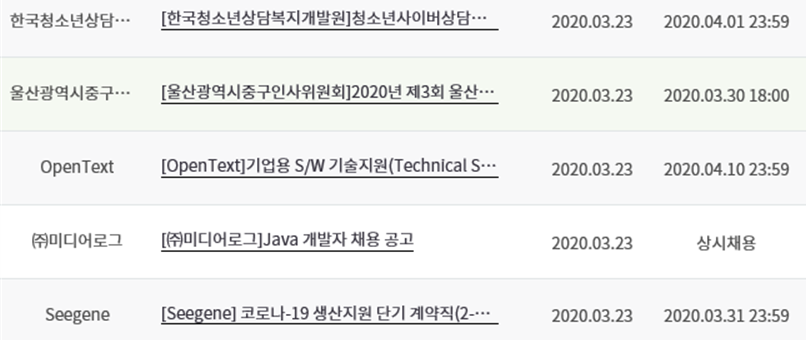 한국청소년상담··· [한국청소년상담복지개발원]청소년사이버상담··· 2020.03.23 2020.04.01 23:59
울산광역시중구··· [울산광역시중구인사위원회]2020년 제3회 울산··· 2020.03.23 2020.03.30 18:00
OpenText [OpenText]기업용 S/W 기술지원(Technical S··· 2020.03.23 2020.04.10 23:59
㈜미디어로그 [㈜미디어로그]Java 개발자 채용 공고 2020.03.23 상시채용
Seegene [Seegene] 코로나-19 생산지원 단기 계약직(2-··· 2020.03.23 2020.03.31 23:59